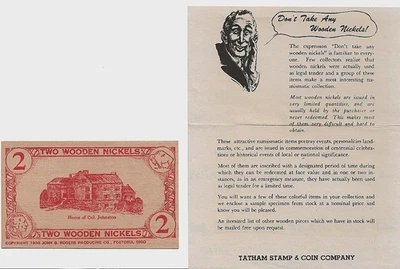 2
TWO WOODEN NICKELS
House of Col. Johnston
TWO WOODEN NICKELS
2
Don't Take Any
Wooden Nickels!
The expression "Don't take any
wooden nickels" is familiar to every-
one. Few collectors realize that
wooden nickels were actually used
as legal tender and a group of these
items make a most interesting nu-
mismatic collection.
Most wooden nickels are issued in
very limited quantities, and are
usually held by the purchaser or
never redeemed. This makes most
of them very difficult and hard to
obtain.
These attractive numismatic items portray events, personalities land-
marks, etc., and are issued in commemoration of centennial celebra-
tions or historical events of local or national significance.
Most of them are inscribed with a designated period of time during
which they can be redeemed at face value and in one or two in-
stances, as in an emergency measure, they have actually been used
as legal tender for a limited time.
You will want a few of these colorful items in your collection and
we enclose a sample specimen from stock at a nominal price and
know you will be pleased.
An itemized list of other wooden pieces which we have in stock will
be mailed free upon request.
TATHAM STAMP & COIN COMPANY